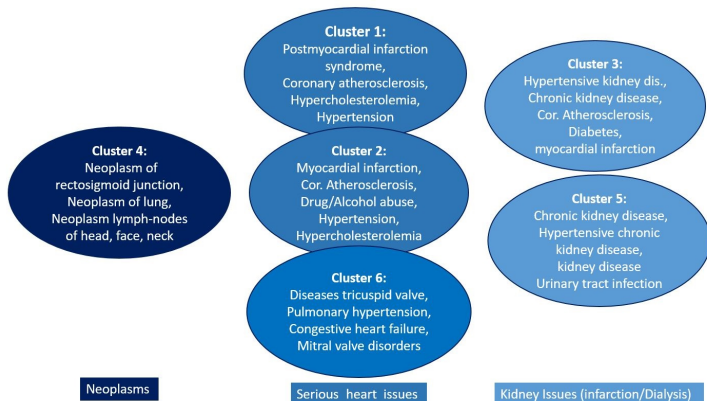 Cluster 1:
Postmyocardial infarction
syndrome,
Coronary atherosclerosis,
Hypercholesterolemia,
Hypertension
Cluster 3:
Hypertensive kidney dis.,
Chronic kidney disease,
Cor. Atherosclerosis,
Diabetes,
myocardial infarction
Cluster 4:
Neoplasm of
rectosigmoid junction,
Neoplasm of lung,
Neoplasm lymph-nodes
of head, face, neck
Cluster 2:
Myocardial infarction,
Cor. Atherosclerosis,
Drug/Alcohol abuse,
Hypertension,
Hypercholesterolemia
Cluster 5:
Chronic kidney disease,
Hypertensive chronic
kidney disease,
kidney disease
Urinary tract infection
Cluster 6:
Diseases tricuspid valve,
Pulmonary hypertension,
Congestive heart failure,
Mitral valve disorders
Neoplasms
Serious heart issues
Kidney Issues (infarction/Dialysis)